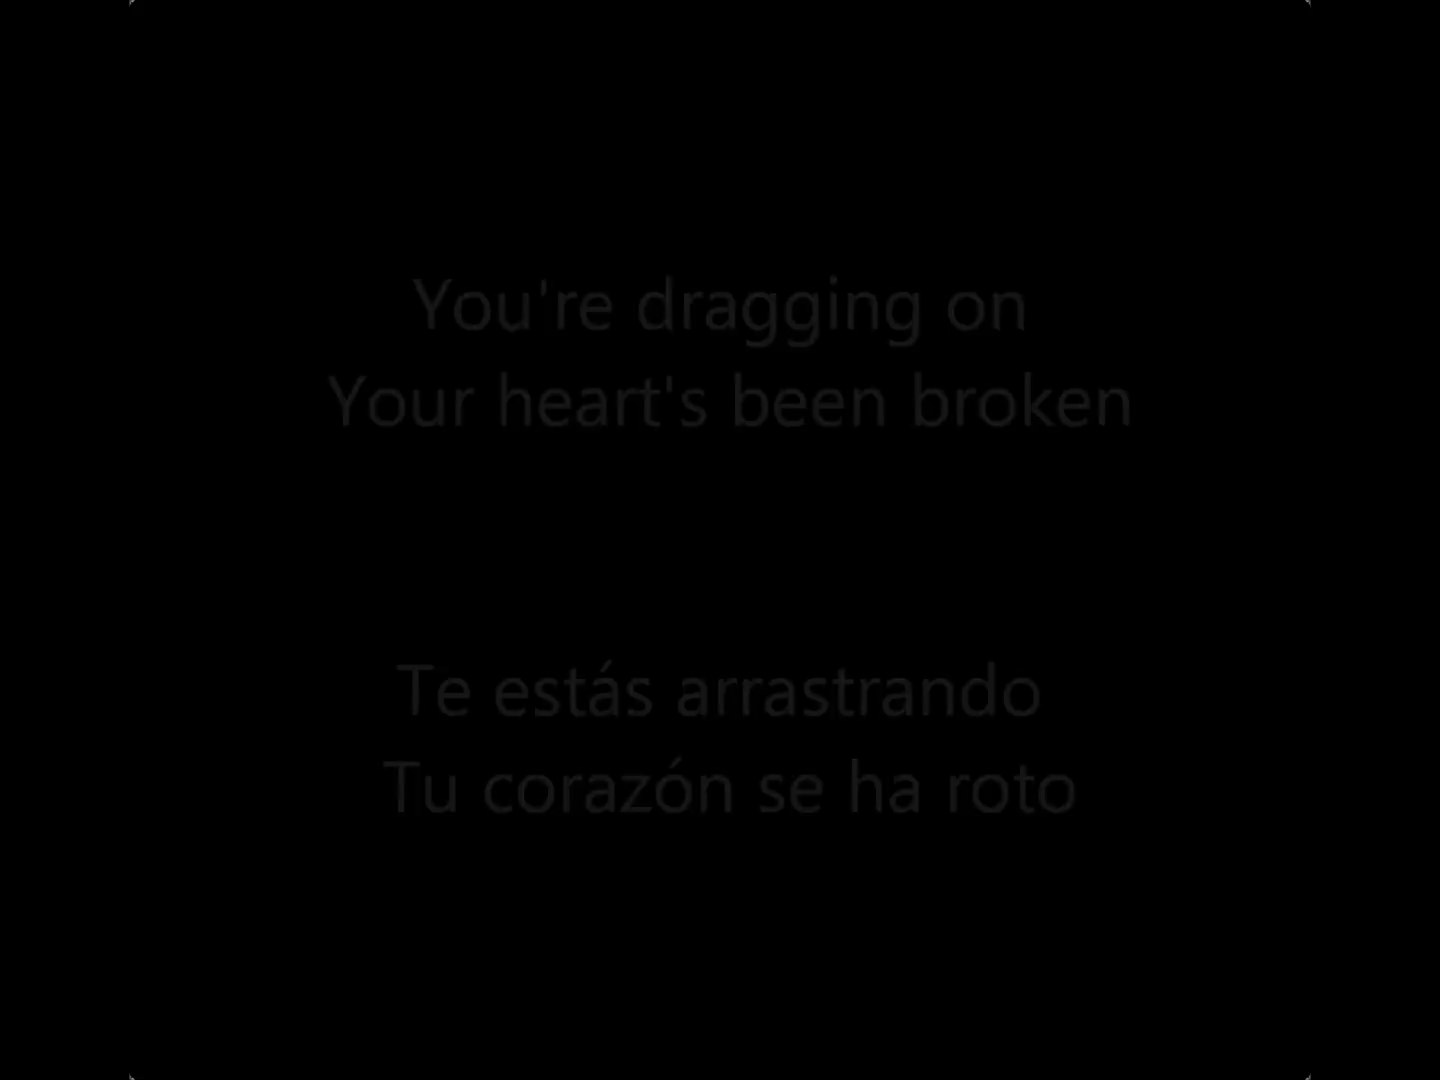 You're dragging on
Your heart's been broken
Te estás arrastrando
Tu corazón se ha roto